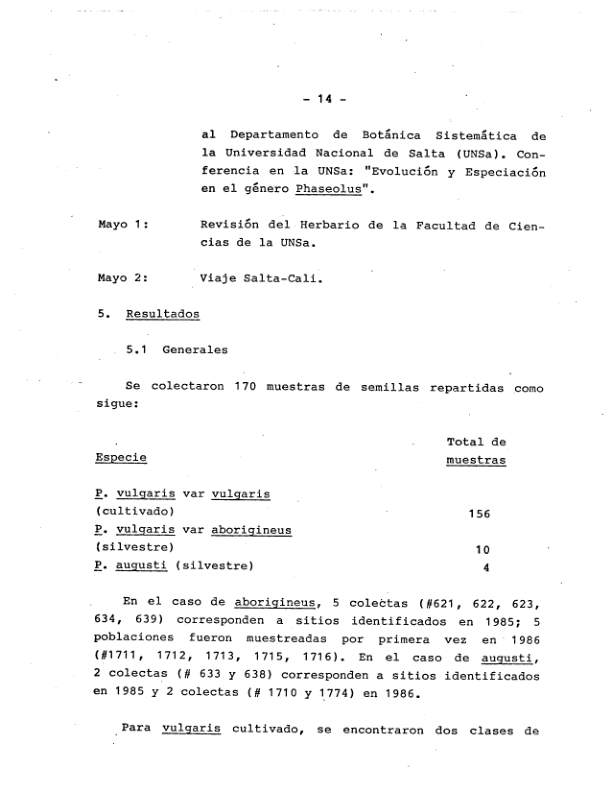 - 14 -
al Departamento de Botánica Sistemática de
la Universidad Nacional de Salta (UNSa). Con-
ferencia en la UNSa: "Evolución y Especiación
en el género Phaseolus".
Mayo 1: Revisión del Herbario de la Facultad de Cien-
cias de la UNSa.
Mayo 2: Viaje Salta-Cali.
5. Resultados
5.1 Generales
Se colectaron 170 muestras de semillas repartidas como
sigue:
Total de
Especie muestras
P. vulgaris var vulgaris
(cultivado) 156
P. vulgaris var aborigineus
(silvestre) 10
P. augusti (silvestre) 4
En el caso de aborigineus, 5 colectas (#621, 622, 623,
634, 639) corresponden a sitios identificados en 1985; 5
poblaciones fueron muestreadas por primera vez en 1986
(#1711, 1712, 1713, 1715, 1716). En el caso de augusti,
2 colectas (# 633 y 638) corresponden a sitios identificados
en 1985 y 2 colectas (# 1710 y 1774) en 1986.
Para vulgaris cultivado, se encontraron dos clases de